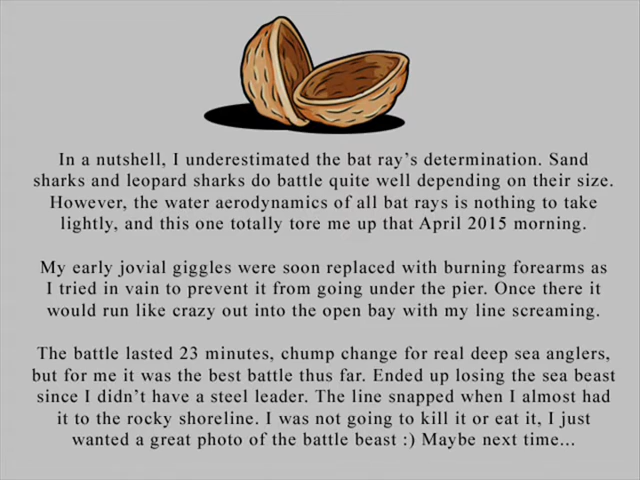 In a nutshell, I underestimated the bat ray's determination. Sand
sharks and leopard sharks do battle quite well depending on their size.
However, the water aerodynamics of all bat rays is nothing to take
lightly, and this one totally tore me up that April 2015 morning.
My early jovial giggles were soon replaced with burning forearms as
I tried in vain to prevent it from going under the pier. Once there it
would run like crazy out into the open bay with my line screaming.
The battle lasted 23 minutes, chump change for real deep sea anglers,
but for me it was the best battle thus far. Ended up losing the sea beast
since I didn't have a steel leader. The line snapped when I almost had
it to the rocky shoreline. I was not going to kill it or eat it, I just
wanted a great photo of the battle beast :) Maybe next time...